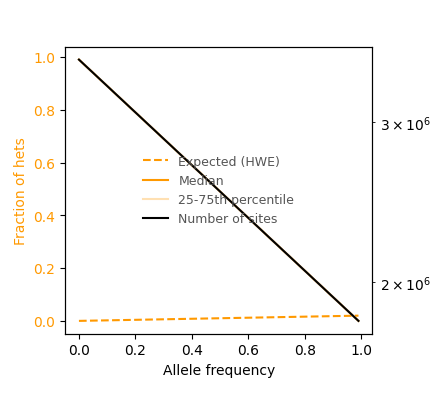 1.0
0.8
0.6
0.4
0.2
0.0
Fraction of hets
3 × 10⁶
2 × 10⁶
Expected (HWE)
Median
25-75th percentile
Number of sites
0.0 0.2 0.4 0.6 0.8 1.0
Allele frequency